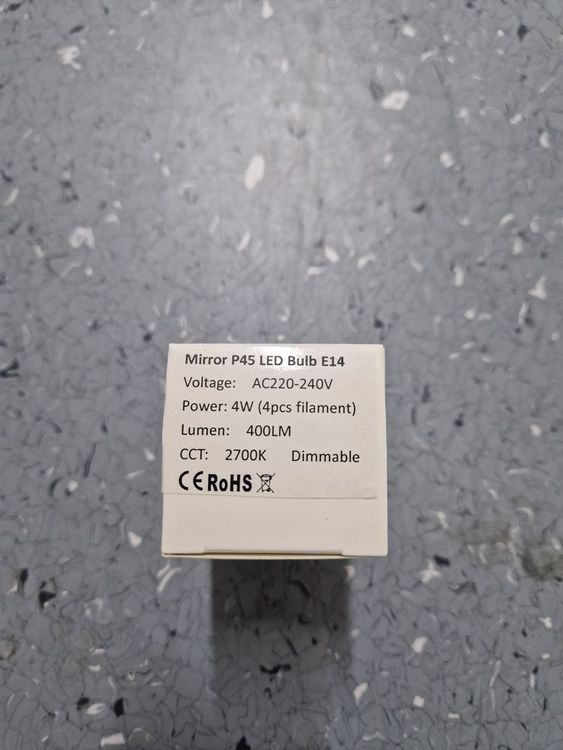 Mirror P45 LED Bulb E14
Voltage: AC220-240V
Power: 4W (4pcs filament)
Lumen: 400LM
CCT: 2700K Dimmable
CE RoHS